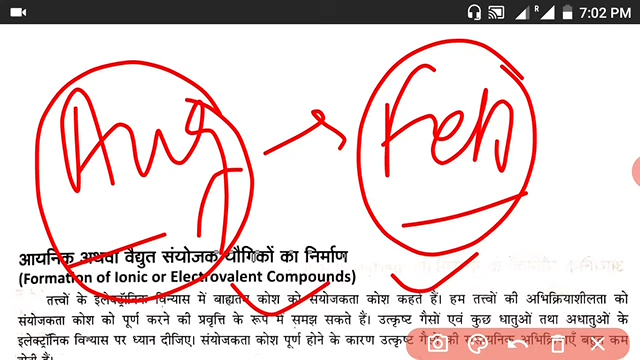 7:02 PM
Aug → Feb
आयनिक अथवा वैद्युत संयोजक यौगिकों का निर्माण
(Formation of Ionic or Electrovalent Compounds)
तत्त्वों के इलेक्ट्रॉनिक विन्यास में बाह्यतम कोश को संयोजकता कोश कहते हैं। हम तत्त्वों की अभिक्रियाशीलता को
संयोजकता कोश को पूर्ण करने की प्रवृत्ति के रूप में समझ सकते हैं। उत्कृष्ट गैसों एवं कुछ धातुओं तथा अधातुओं के
इलेक्ट्रॉनिक विन्यास पर ध्यान दीजिए। संयोजकता कोश पूर्ण होने के कारण उत्कृष्ट की रासायनिक अभिक्रियाएँ बहुत कम